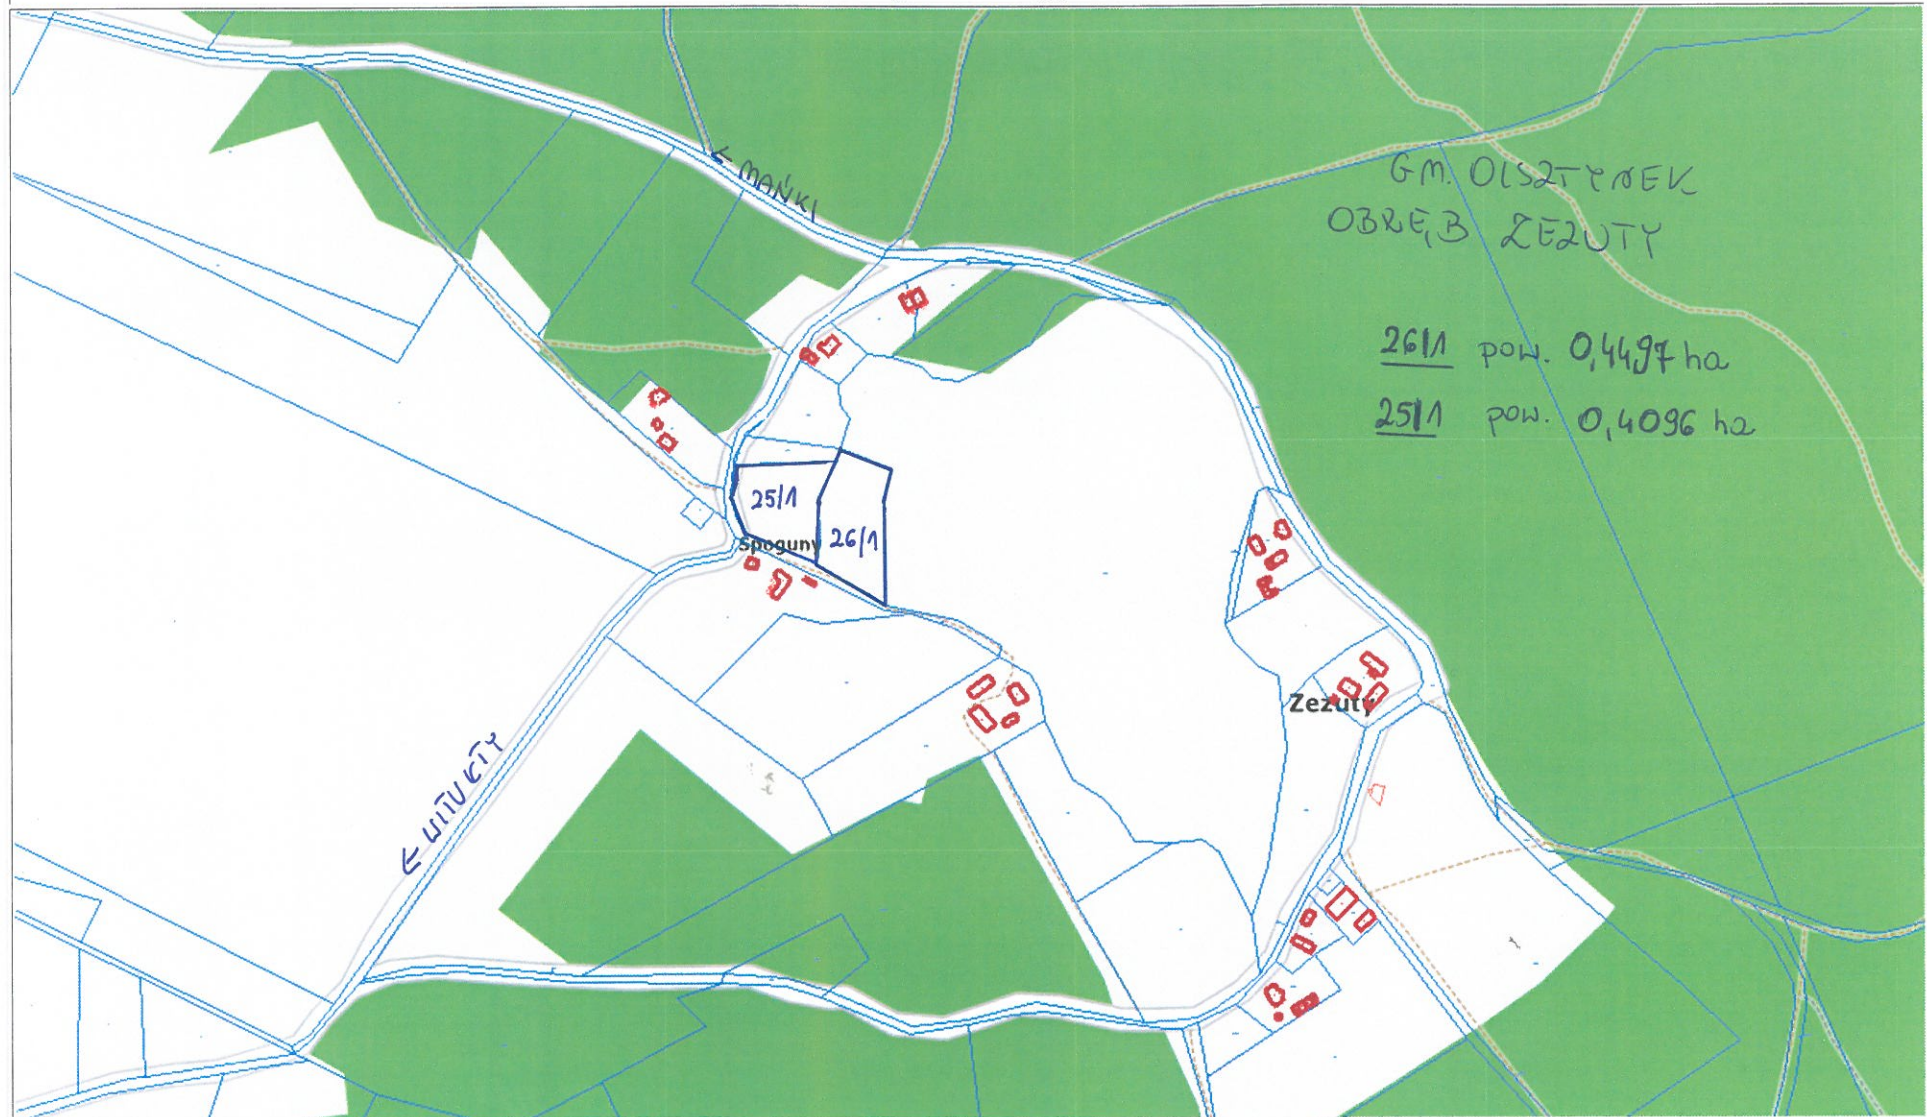 ← MAŃKI
GM. OLSZTYNEK
OBRĘB ZEZUTY
26/1 pow. 0,4497 ha
25/1 pow. 0,4096 ha
25/1
26/1
Spoguny
Zezuty
← WITUŁTY